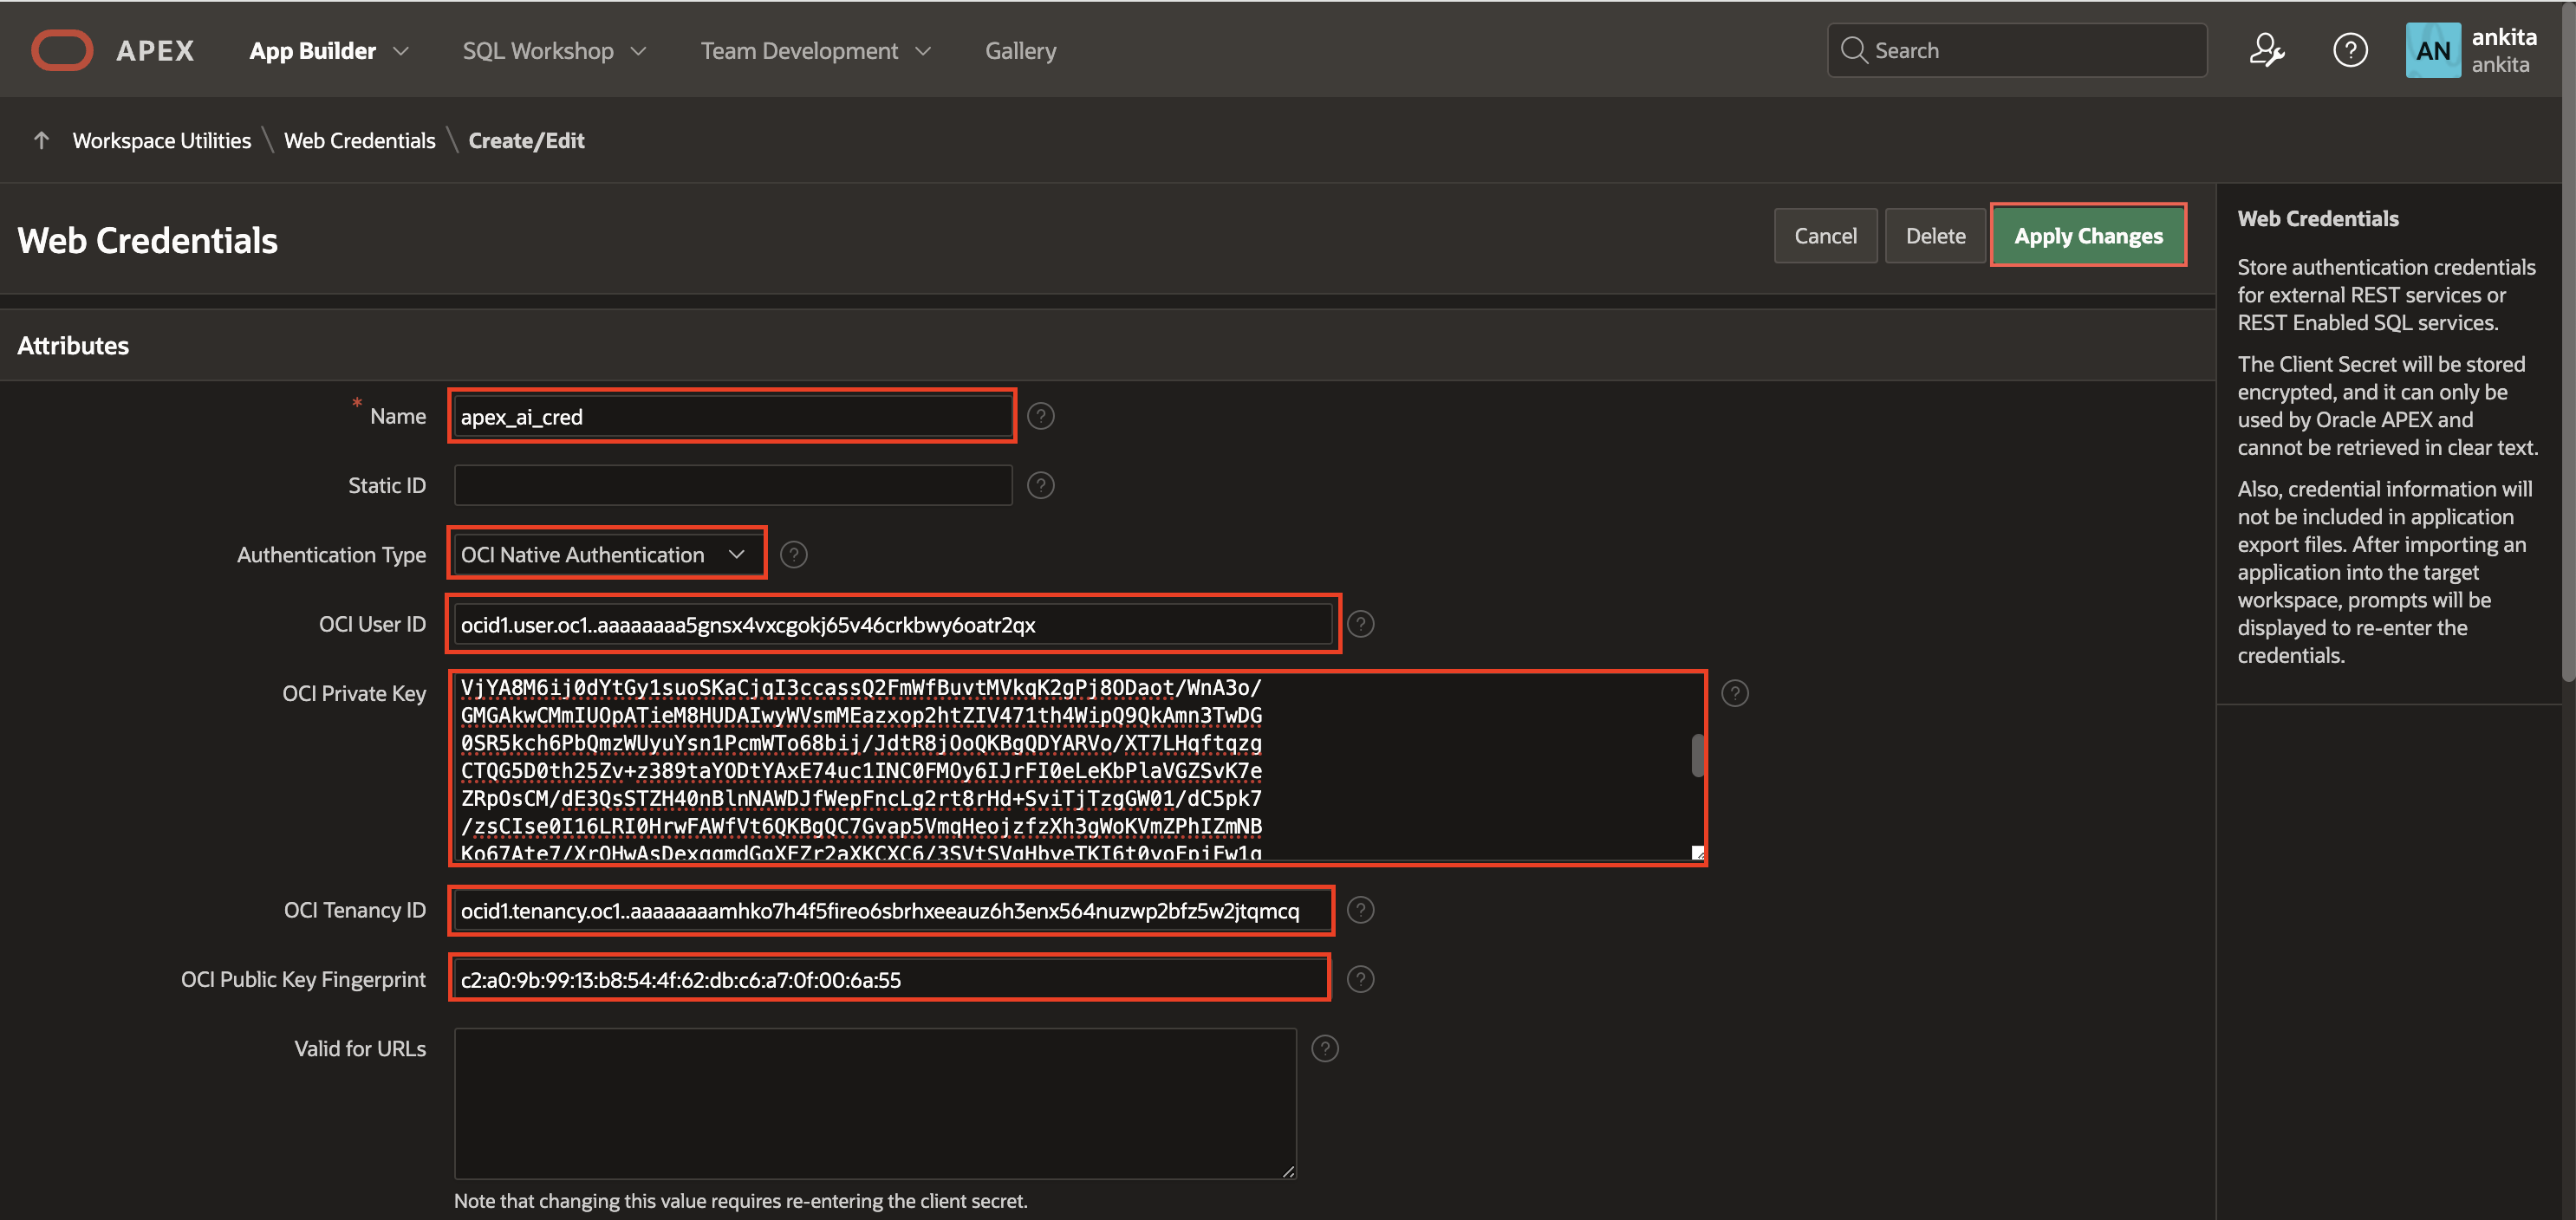 APEX
App Builder
SQL Workshop
Team Development
Gallery
Search
AN
ankita
ankita
Workspace Utilities \ Web Credentials \ Create/Edit
Web Credentials
Cancel
Delete
Apply Changes
Attributes
* Name
apex_ai_cred
Static ID
Authentication Type
OCI Native Authentication
OCI User ID
ocid1.user.oc1..aaaaaaaa5gnsx4vxcgokj65v46crkbwy6oatr2qx
OCI Private Key
VjYA8M6ij0dYtGy1suoSKaCjqI3ccassQ2FmWfBuvtMVkqK2gPj8ODaot/WnA3o/
GMGAkwCMmIUOpATieM8HUDAIwyWVsmMEazxop2htZIV471th4WipQ9QkAmn3TwDG
0SR5kch6PbQmzWUyuYsn1PcmWTo68bij/JdtR8jOoQKBgQDYARVo/XT7LHqftqzg
CTQG5D0th25Zv+z389taYODtYAxE74uc1INC0FMOy6IJrFI0eLeKbPlaVGZSvK7e
ZRpOsCM/dE3QsSTZH40nBlnNAWDJfWepFncLg2rt8rHd+SviTjTzgGW01/dC5pk7
/zsCIse0I16LRI0HrwFAWfVt6QKBgQC7Gvap5VmqHeojzfzXh3gWoKVmZPhIZmNB
OCI Tenancy ID
ocid1.tenancy.oc1..aaaaaaaamhko7h4f5fireo6sbrhxeeauz6h3enx564nuzwp2bfz5w2jtqmcq
OCI Public Key Fingerprint
c2:a0:9b:99:13:b8:54:4f:62:db:c6:a7:0f:00:6a:55
Valid for URLs
Note that changing this value requires re-entering the client secret.
Web Credentials
Store authentication credentials
for external REST services or
REST Enabled SQL services.
The Client Secret will be stored
encrypted, and it can only be
used by Oracle APEX and
cannot be retrieved in clear text.
Also, credential information will
not be included in application
export files. After importing an
application into the target
workspace, prompts will be
displayed to re-enter the
credentials.